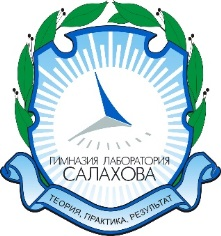 ГИМНАЗИЯ ЛАБОРАТОРИЯ
САЛАХОВА
ТЕОРИЯ, ПРАКТИКА, РЕЗУЛЬТАТ